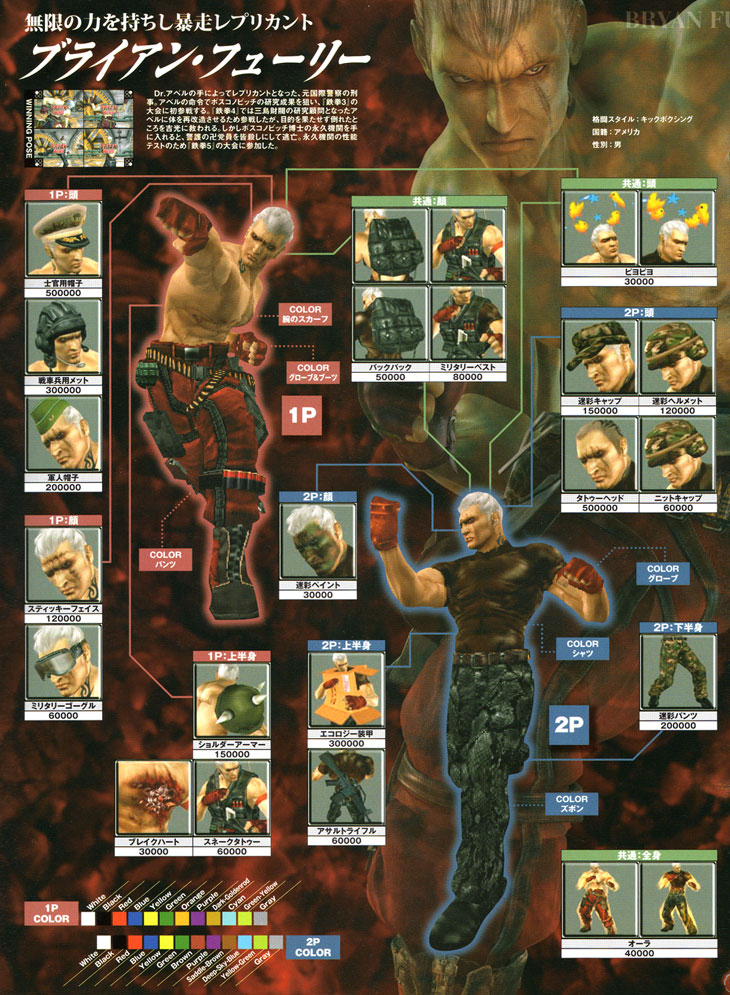 無限の力を持ちし暴走レプリカント
ブライアン・フューリー
BRYAN FU
WINNING POSE
Dr.アベルの手によってレプリカントとなった、元国際警察の刑
事。アベルの命令でボスコノビッチの研究成果を狙い、『鉄拳3』の
大会に初参戦する。『鉄拳4』では三島財閥の研究顧問となったア
ベルに体を再改造させるため参戦したが、目的を果たせず倒れたと
ころを吉光に救われる。しかしボスコノビッチ博士の永久機関を手
に入れると、警護の卍党員を皆殺しにして逃亡。永久機関の性能
テストのため『鉄拳5』の大会に参加した。
格闘スタイル：キックボクシング
国籍：アメリカ
性別：男
1P：頭
士官用帽子
500000
戦車兵用メット
300000
軍人帽子
200000
1P：顔
スティッキーフェイス
120000
ミリタリーゴーグル
60000
COLOR
腕のスカーフ
COLOR
グローブ&ブーツ
1P
COLOR
パンツ
共通：顔
バックパック
50000
ミリタリーベスト
80000
共通：頭
ピヨピヨ
30000
2P：頭
迷彩キャップ
150000
迷彩ヘルメット
120000
タトゥーヘッド
500000
ニットキャップ
60000
2P：顔
迷彩ペイント
30000
COLOR
グローブ
COLOR
シャツ
2P
COLOR
ズボン
2P：下半身
迷彩パンツ
200000
1P：上半身
ショルダーアーマー
150000
ブレイクハート
30000
スネークタトゥー
60000
2P：上半身
エコロジー装甲
300000
アサルトライフル
60000
共通：全身
オーラ
40000
1P
COLOR
White
Black
Red
Blue
Yellow
Green
Orange
Purple
Dark-Goldenrod
Cyan
Green-Yellow
Gray
2P
COLOR
White
Black
Red
Blue
Yellow
Green
Brown
Purple
Saddle-Brown
Deep-Sky-Blue
Yellow-Green
Gray